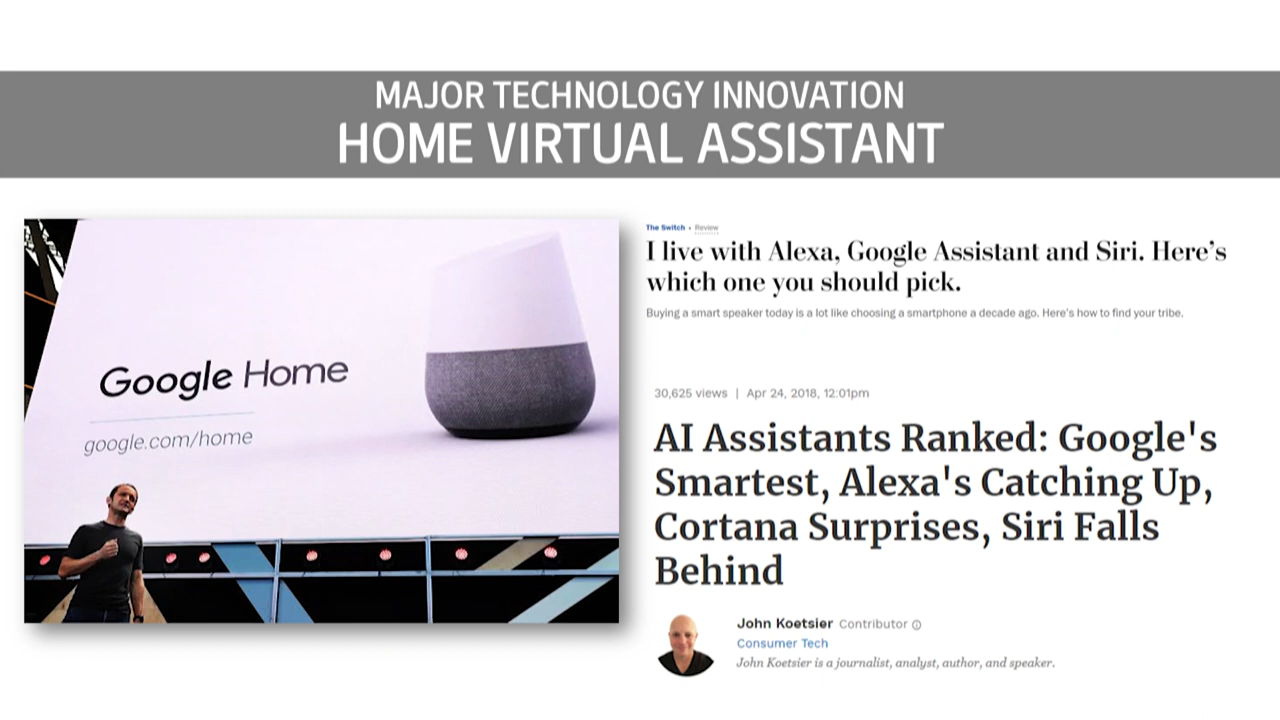 MAJOR TECHNOLOGY INNOVATION
HOME VIRTUAL ASSISTANT
Google Home
google.com/home
The Switch • Review
I live with Alexa, Google Assistant and Siri. Here’s
which one you should pick.
Buying a smart speaker today is a lot like choosing a smartphone a decade ago. Here’s how to find your tribe.
30,625 views | Apr 24, 2018, 12:01pm
AI Assistants Ranked: Google's
Smartest, Alexa's Catching Up,
Cortana Surprises, Siri Falls
Behind
John Koetsier Contributor
Consumer Tech
John Koetsier is a journalist, analyst, author, and speaker.